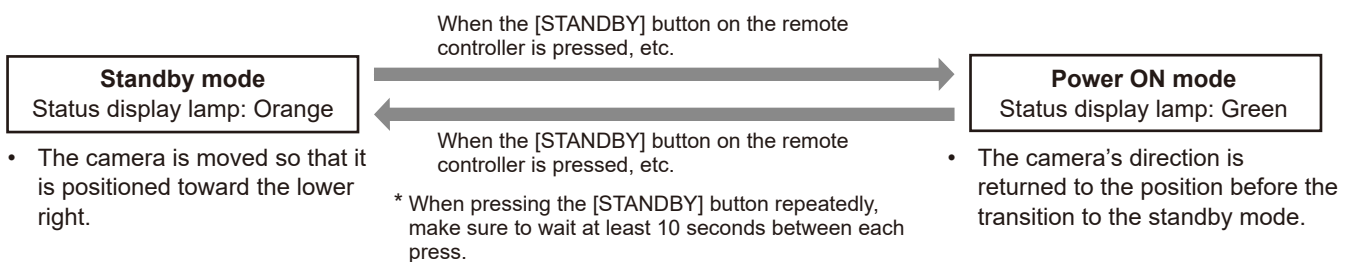 When the [STANDBY] button on the remote
controller is pressed, etc.
Standby mode
Status display lamp: Orange
Power ON mode
Status display lamp: Green
When the [STANDBY] button on the remote
controller is pressed, etc.
• The camera is moved so that it
is positioned toward the lower
right.
* When pressing the [STANDBY] button repeatedly,
make sure to wait at least 10 seconds between each
press.
• The camera’s direction is
returned to the position before the
transition to the standby mode.